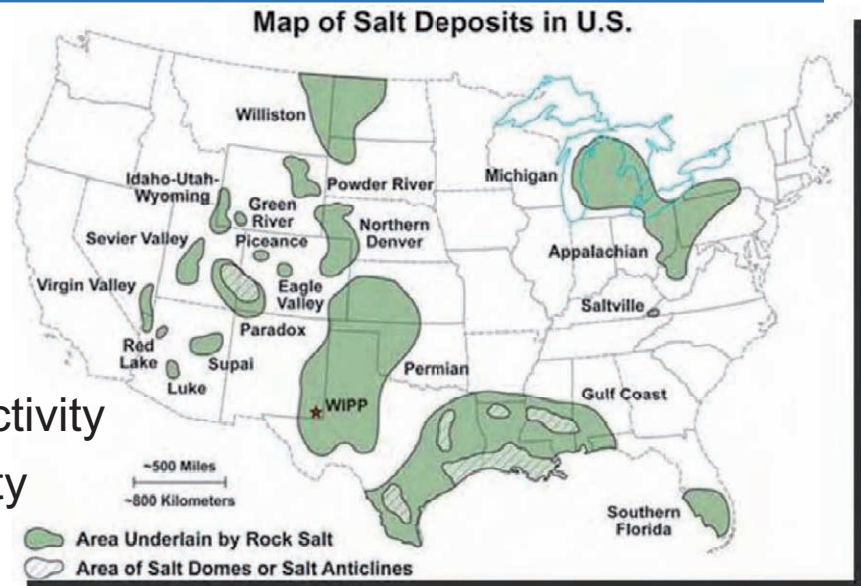 Map of Salt Deposits in U.S.
Williston
Michigan
Idaho-Utah-
Wyoming
Powder River
Green
River
Northern
Denver
Sevier Valley
Piceance
Appalachian
Virgin Valley
Eagle
Valley
Saltville
Paradox
Red
Lake
Supai
Luke
Permian
Gulf Coast
WIPP
ctivity
ty
~500 Miles
~800 Kilometers
Southern
Florida
Area Underlain by Rock Salt
Area of Salt Domes or Salt Anticlines